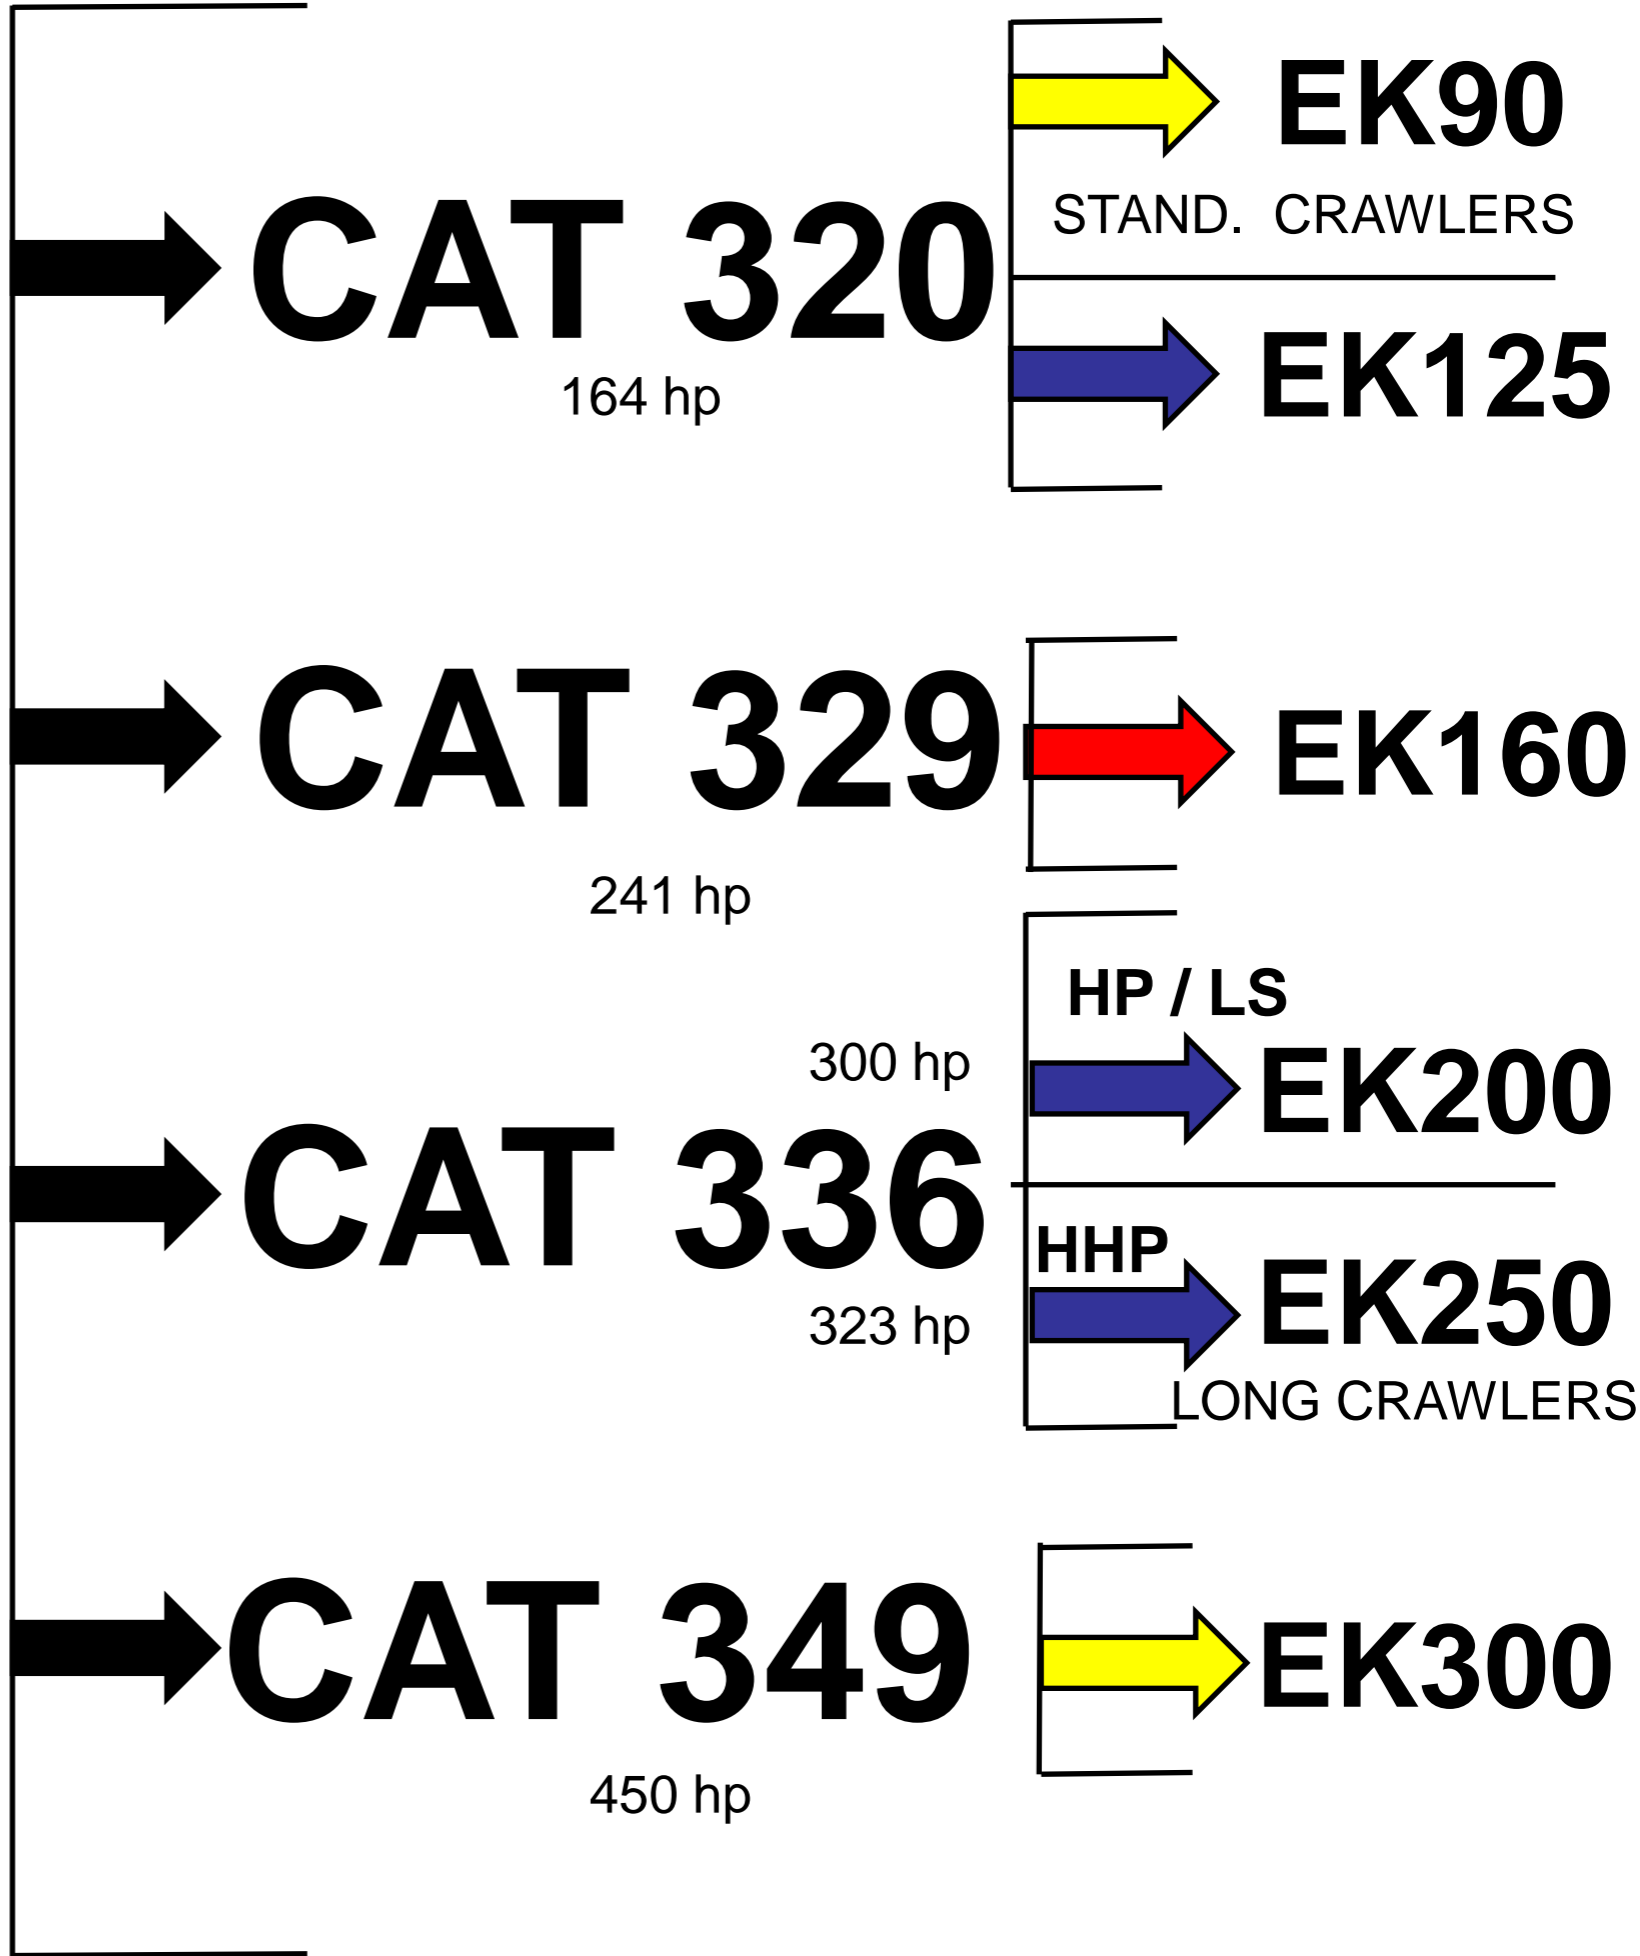 EK90
STAND. CRAWLERS
CAT 320
164 hp
EK125
CAT 329
241 hp
EK160
HP / LS
300 hp
EK200
CAT 336
HHP
323 hp
EK250
LONG CRAWLERS
CAT 349
450 hp
EK300